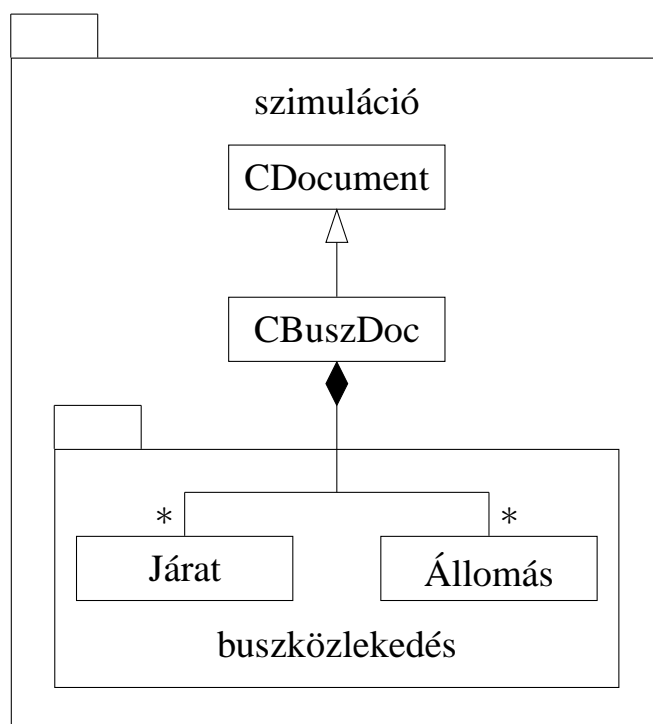 szimuláció
CDocument
CBuszDoc
* *
Járat Állomás
buszközlekedés